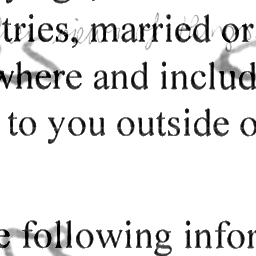 tries, married or
where and includ
to you outside o
e following infor